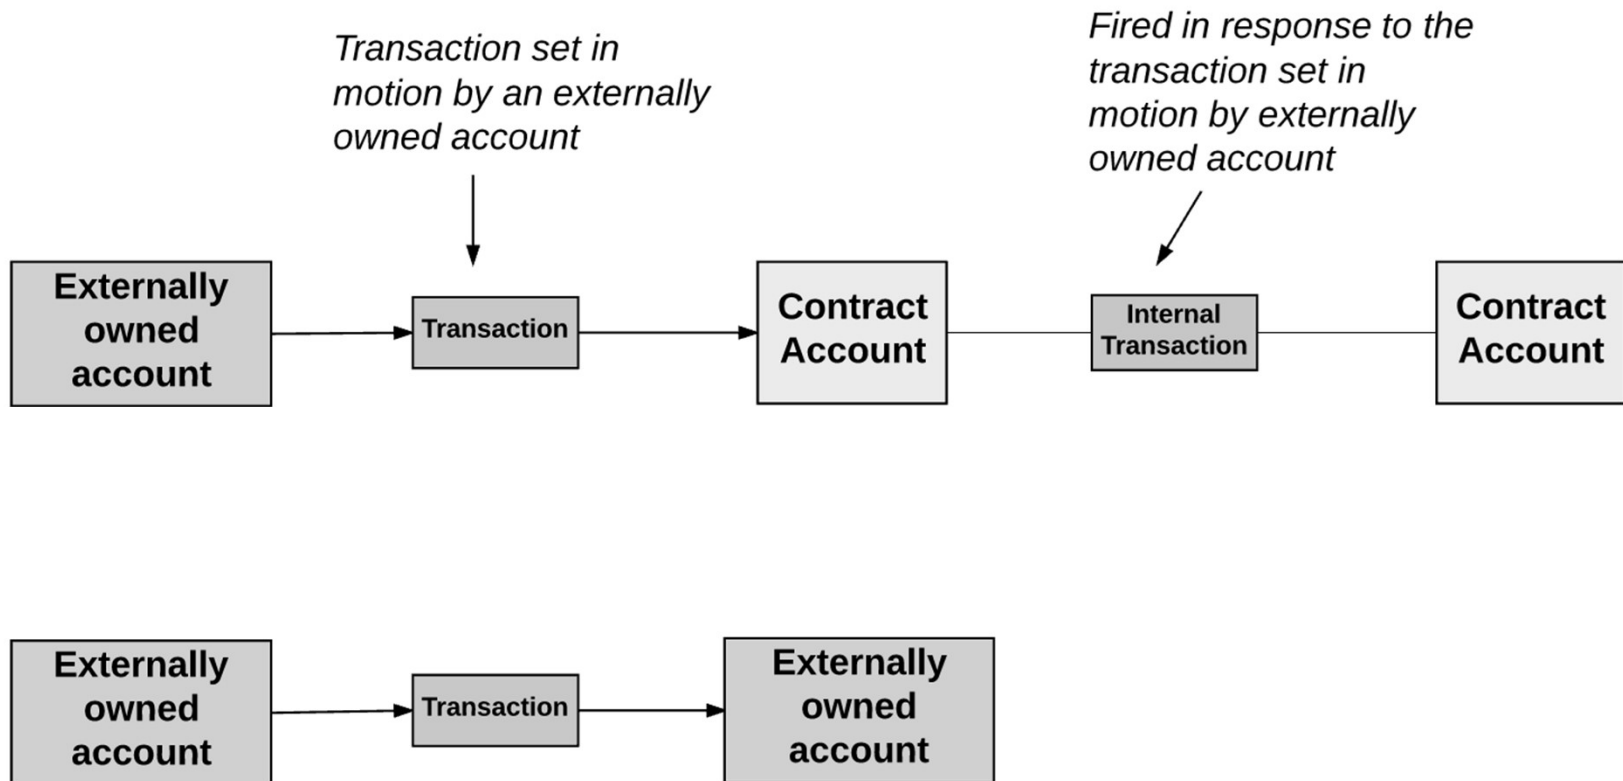 Transaction set in
motion by an externally
owned account
Fired in response to the
transaction set in
motion by externally
owned account
Externally
owned
account
Transaction
Contract
Account
Internal
Transaction
Contract
Account
Externally
owned
account
Transaction
Externally
owned
account